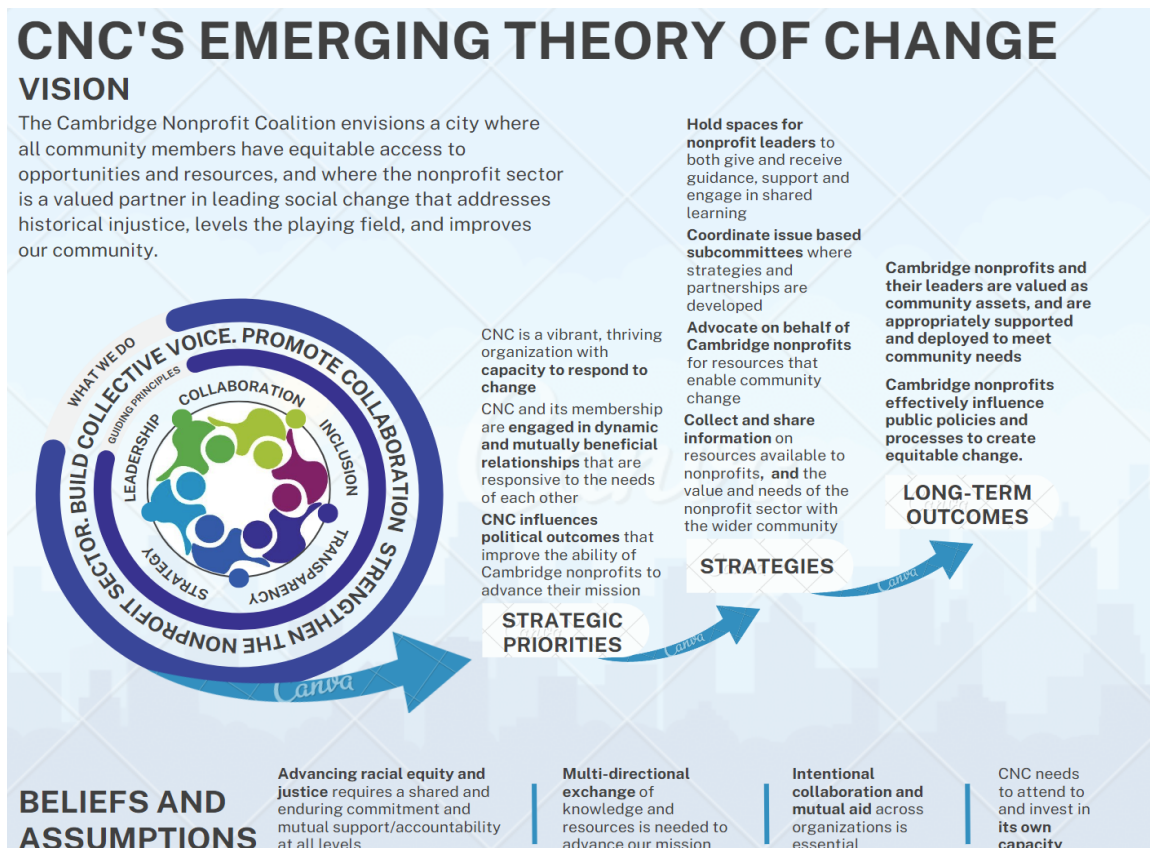 CNC'S EMERGING THEORY OF CHANGE
VISION
The Cambridge Nonprofit Coalition envisions a city where
all community members have equitable access to
opportunities and resources, and where the nonprofit sector
is a valued partner in leading social change that addresses
historical injustice, levels the playing field, and improves
our community.
WHAT WE DO
BUILD COLLECTIVE VOICE. PROMOTE COLLABORATION STRENGTHEN THE NONPROFIT SECTOR.
GUIDING PRINCIPLES
LEADERSHIP
COLLABORATION
INCLUSION
TRANSPARENCY
STRATEGY
Canva
CNC is a vibrant, thriving
organization with
capacity to respond to
change
CNC and its membership
are engaged in dynamic
and mutually beneficial
relationships that are
responsive to the needs
of each other
CNC influences
political outcomes that
improve the ability of
Cambridge nonprofits to
advance their mission
STRATEGIC
PRIORITIES
Canva
Hold spaces for
nonprofit leaders to
both give and receive
guidance, support and
engage in shared
learning
Coordinate issue based
subcommittees where
strategies and
partnerships are
developed
Advocate on behalf of
Cambridge nonprofits
for resources that
enable community
change
Collect and share
information on
resources available to
nonprofits, and the
value and needs of the
nonprofit sector with
the wider community
STRATEGIES
Canva
Cambridge nonprofits and
their leaders are valued as
community assets, and are
appropriately supported
and deployed to meet
community needs
Cambridge nonprofits
effectively influence
public policies and
processes to create
equitable change.
LONG-TERM
OUTCOMES
BELIEFS AND
ASSUMPTIONS
Advancing racial equity and
justice requires a shared and
enduring commitment and
mutual support/accountability
at all levels
Multi-directional
exchange of
knowledge and
resources is needed to
advance our mission
Intentional
collaboration and
mutual aid across
organizations is
essential
CNC needs
to attend to
and invest in
its own
capacity